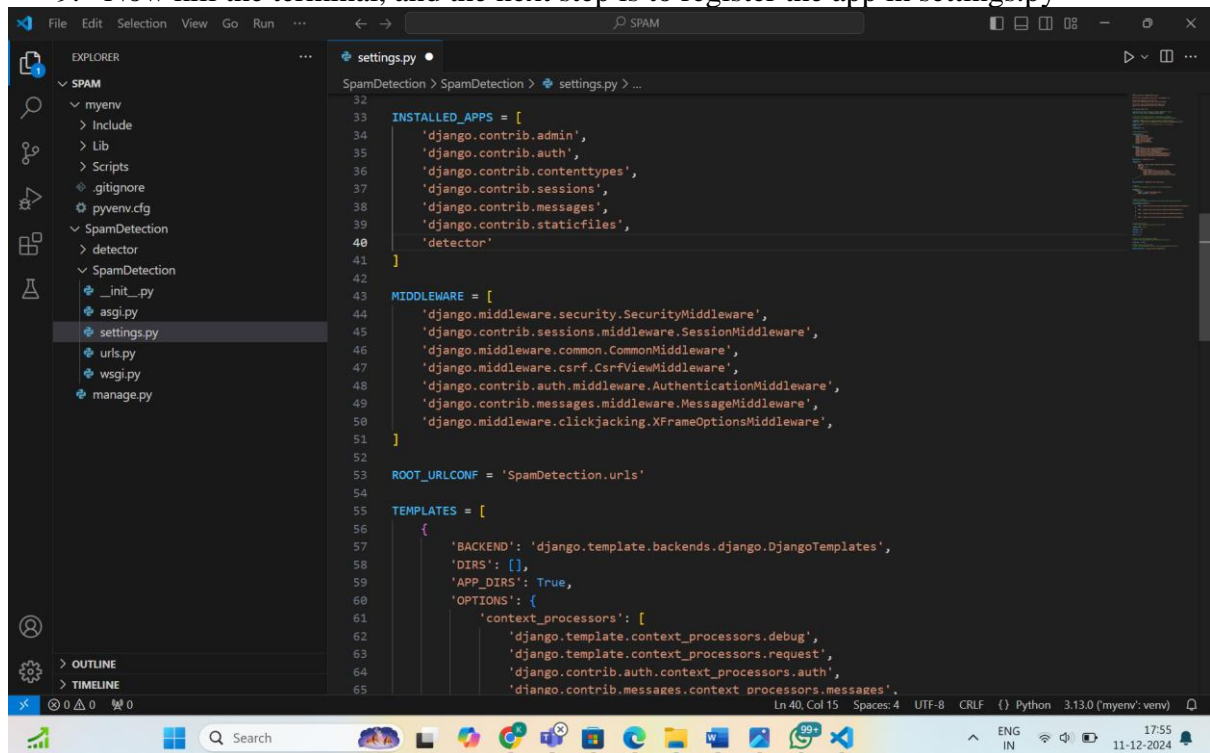 9. Now kill the terminal, and the next step is to register the app in settings.py
File Edit Selection View Go Run ... SPAM
EXPLORER ...
SPAM
myenv
Include
Lib
Scripts
.gitignore
pyvenv.cfg
SpamDetection
detector
SpamDetection
__init__.py
asgi.py
settings.py
urls.py
wsgi.py
manage.py
OUTLINE
TIMELINE
settings.py
SpamDetection > SpamDetection > settings.py > ...
32
33 INSTALLED_APPS = [
34 'django.contrib.admin',
35 'django.contrib.auth',
36 'django.contrib.contenttypes',
37 'django.contrib.sessions',
38 'django.contrib.messages',
39 'django.contrib.staticfiles',
40 'detector'
41 ]
42
43 MIDDLEWARE = [
44 'django.middleware.security.SecurityMiddleware',
45 'django.contrib.sessions.middleware.SessionMiddleware',
46 'django.middleware.common.CommonMiddleware',
47 'django.middleware.csrf.CsrfViewMiddleware',
48 'django.contrib.auth.middleware.AuthenticationMiddleware',
49 'django.contrib.messages.middleware.MessageMiddleware',
50 'django.middleware.clickjacking.XFrameOptionsMiddleware',
51 ]
52
53 ROOT_URLCONF = 'SpamDetection.urls'
54
55 TEMPLATES = [
56 {
57 'BACKEND': 'django.template.backends.django.DjangoTemplates',
58 'DIRS': [],
59 'APP_DIRS': True,
60 'OPTIONS': {
61 'context_processors': [
62 'django.template.context_processors.debug',
63 'django.template.context_processors.request',
64 'django.contrib.auth.context_processors.auth',
65 'django.contrib.messages.context_processors.messages',
0 0 0 Ln 40, Col 15 Spaces: 4 UTF-8 CRLF {} Python 3.13.0 ('myenv': venv)
1
Search
99+
ENG
IN
17:55
11-12-2024